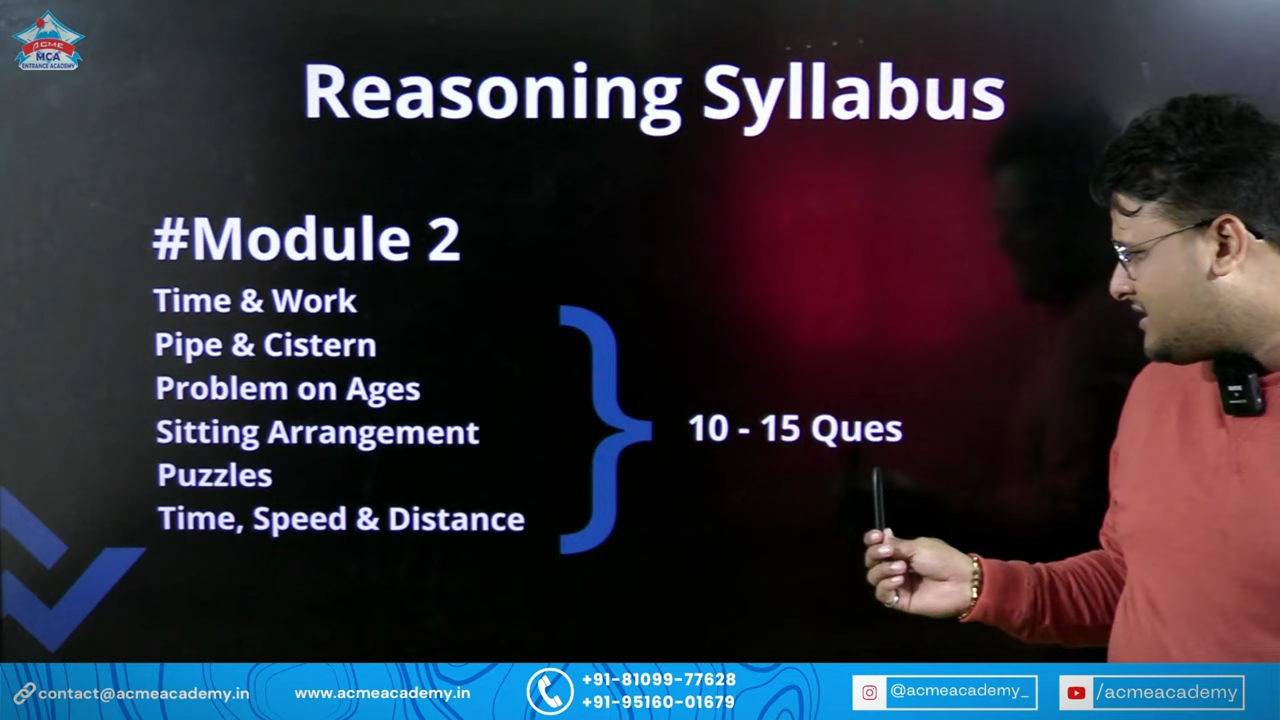 ACME
MCA
ENTRANCE ACADEMY
Reasoning Syllabus
#Module 2
Time & Work
Pipe & Cistern
Problem on Ages
Sitting Arrangement
Puzzles
Time, Speed & Distance
10 - 15 Ques
contact@acmeacademy.in
www.acmeacademy.in
+91-81099-77628
+91-95160-01679
@acmeacademy_
/acmeacademy